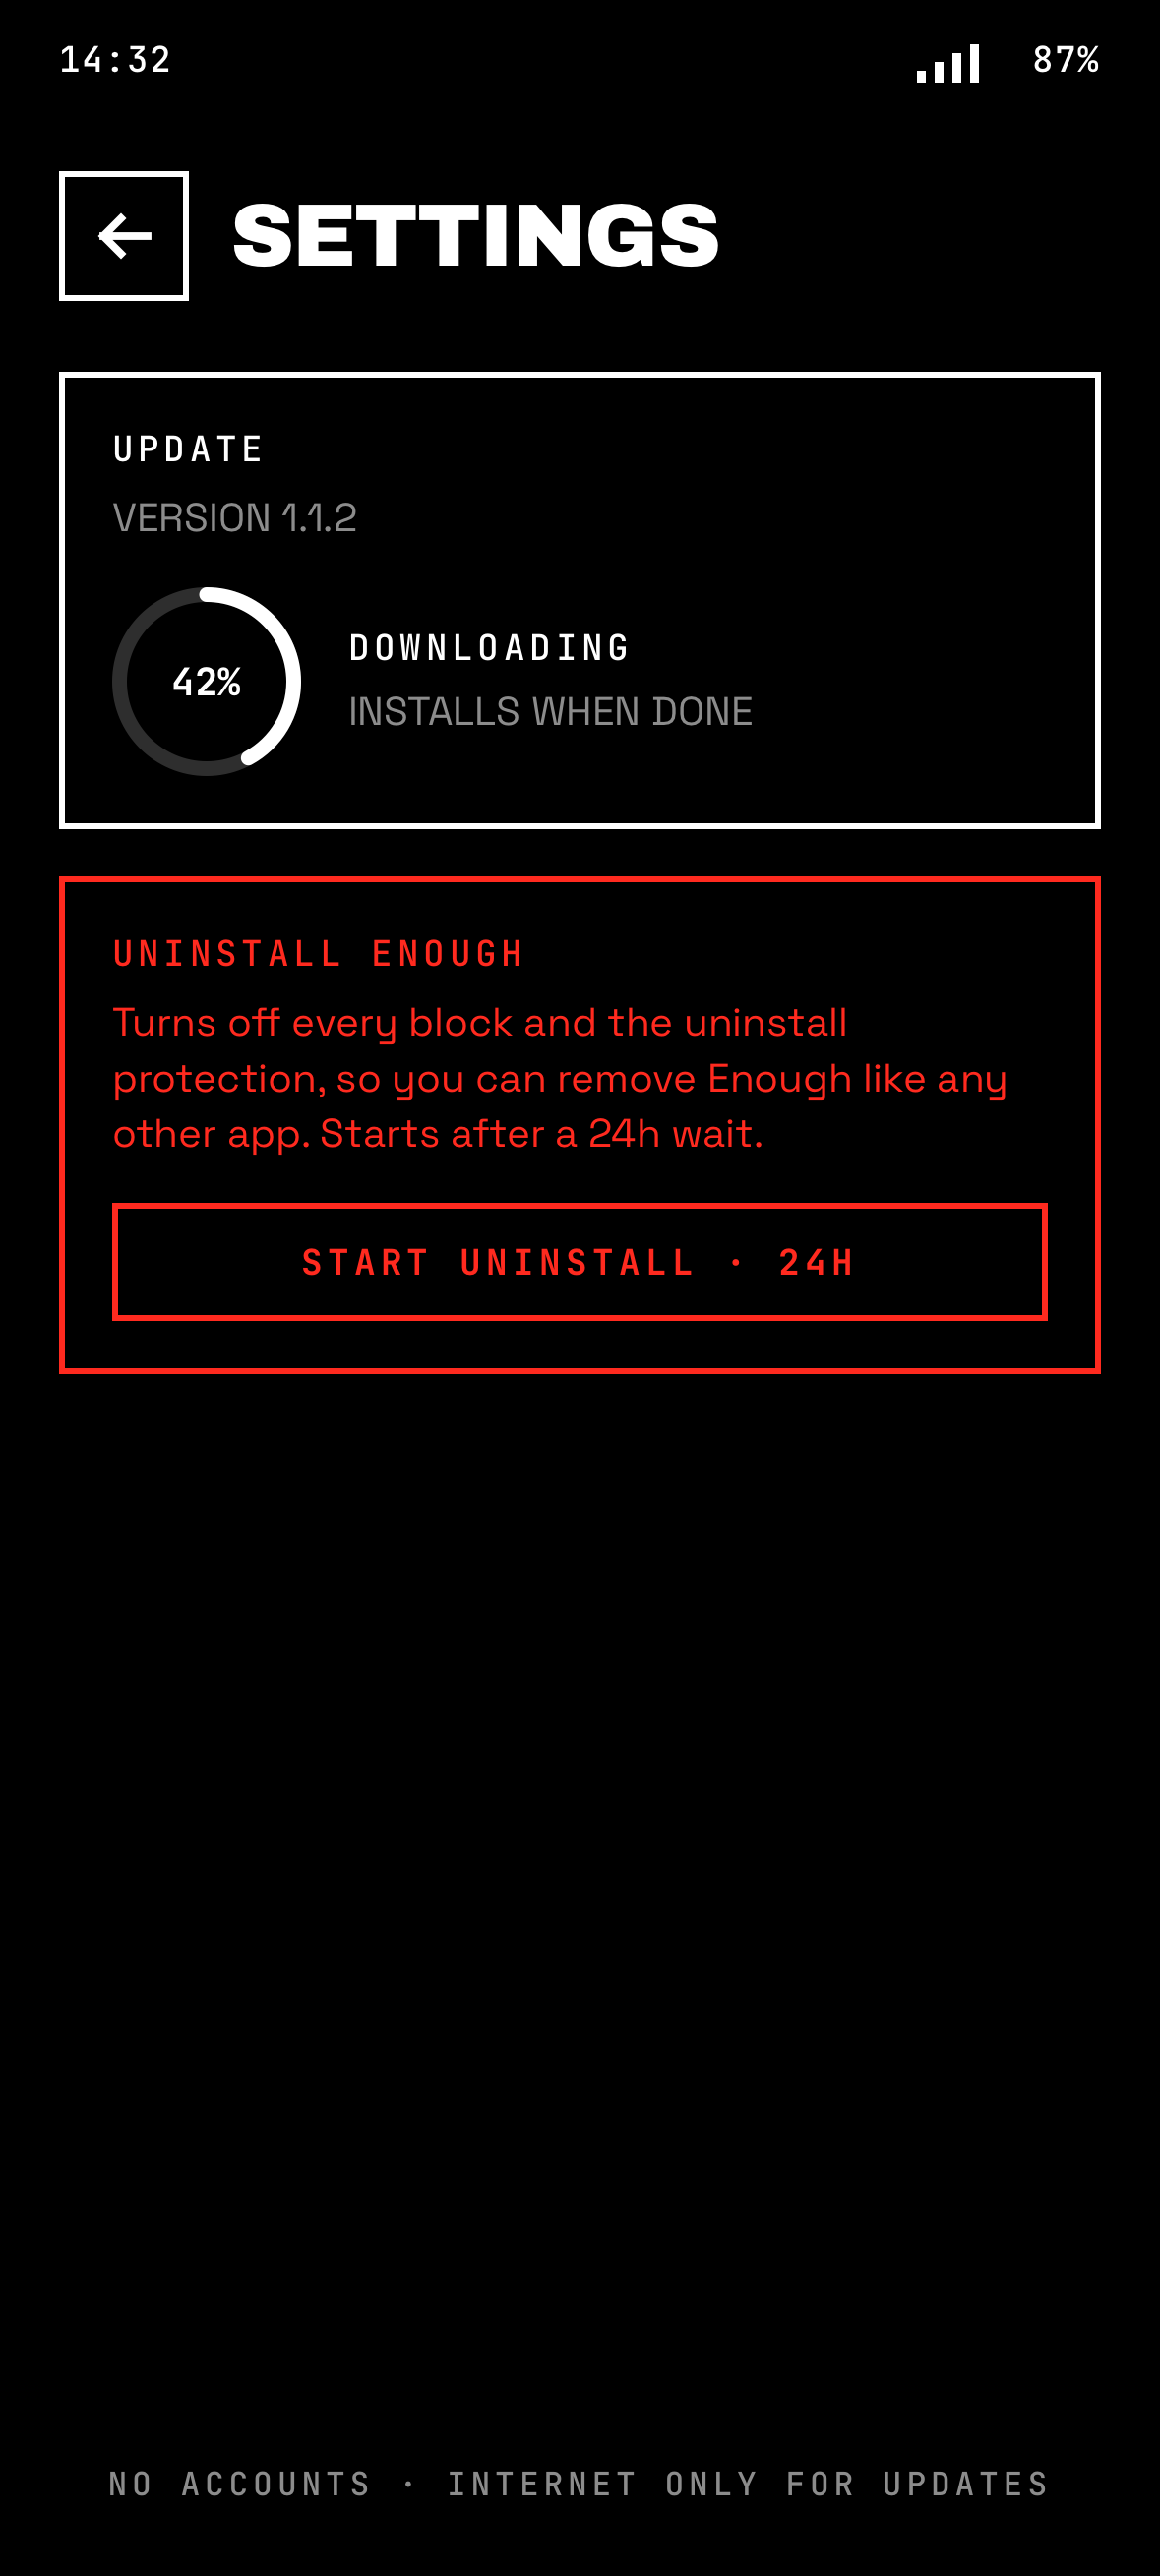 14:32 87%
SETTINGS
UPDATE
VERSION 1.1.2
42%
DOWNLOADING
INSTALLS WHEN DONE
UNINSTALL ENOUGH
Turns off every block and the uninstall
protection, so you can remove Enough like any
other app. Starts after a 24h wait.
START UNINSTALL · 24H
NO ACCOUNTS · INTERNET ONLY FOR UPDATES